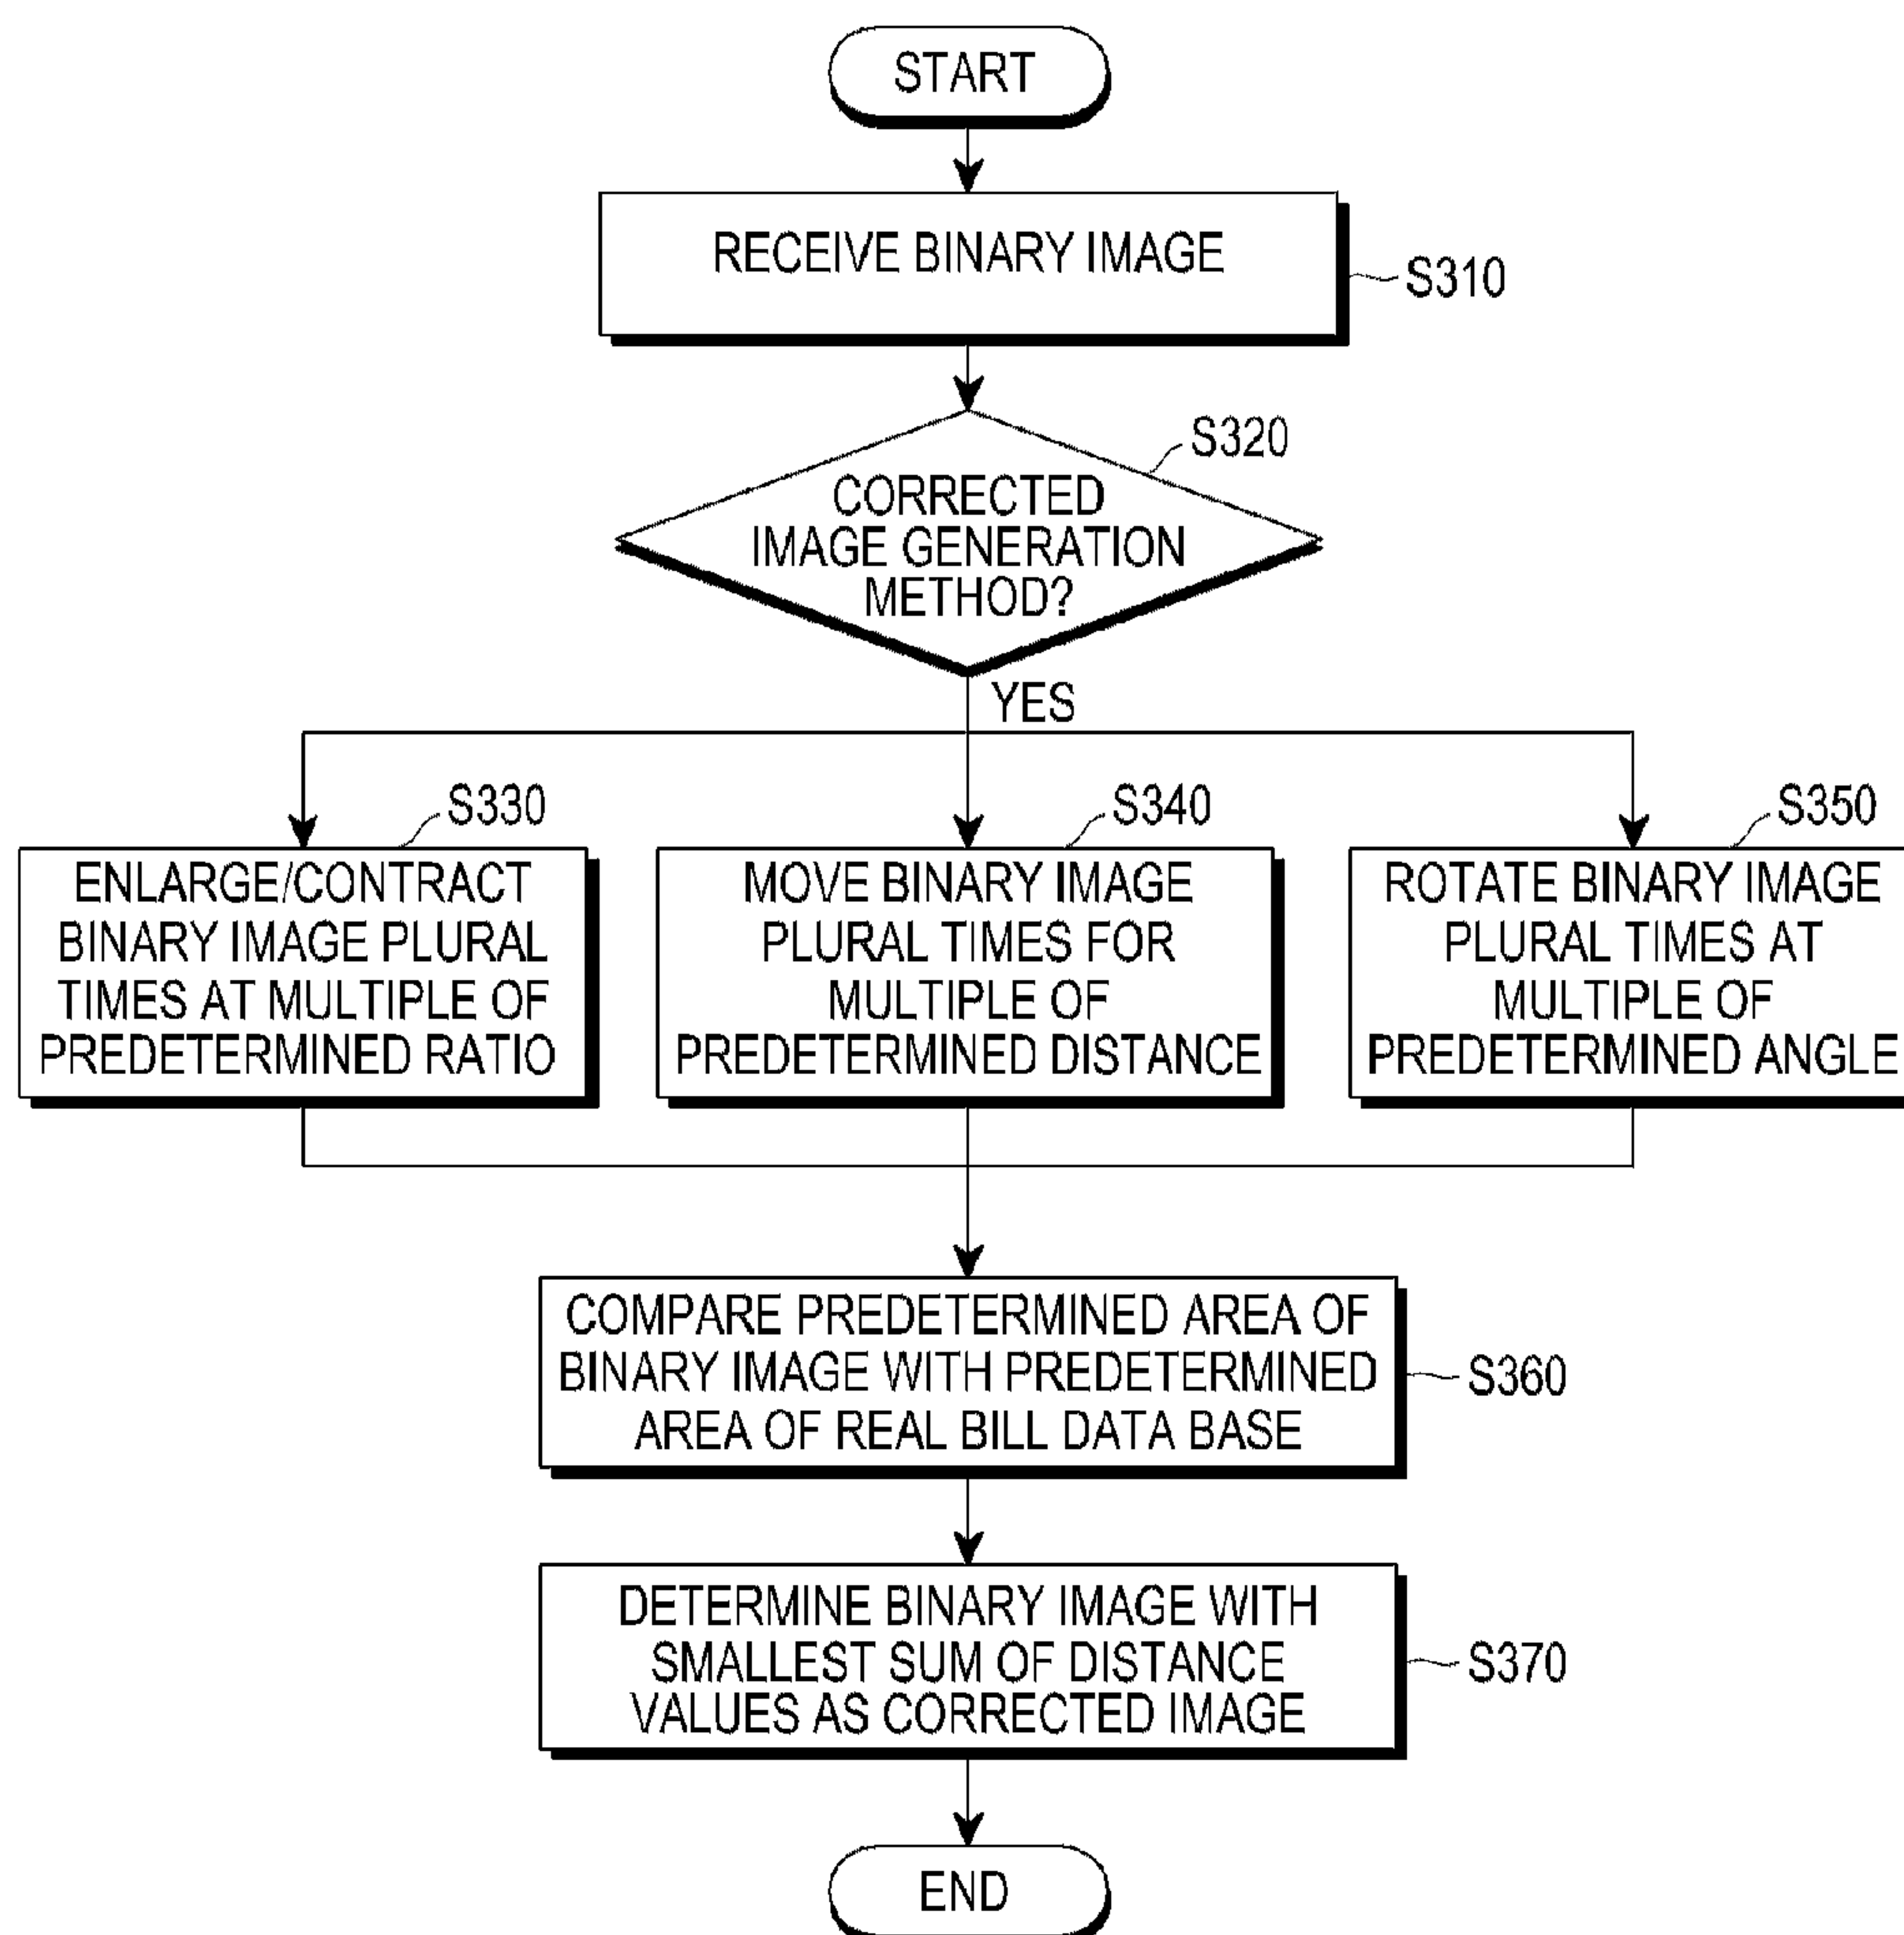 START
RECEIVE BINARY IMAGE
S310
S320
CORRECTED
IMAGE GENERATION
METHOD?
YES
S330
ENLARGE/CONTRACT
BINARY IMAGE PLURAL
TIMES AT MULTIPLE OF
PREDETERMINED RATIO
S340
MOVE BINARY IMAGE
PLURAL TIMES FOR
MULTIPLE OF
PREDETERMINED DISTANCE
S350
ROTATE BINARY IMAGE
PLURAL TIMES AT
MULTIPLE OF
PREDETERMINED ANGLE
COMPARE PREDETERMINED AREA OF
BINARY IMAGE WITH PREDETERMINED
AREA OF REAL BILL DATA BASE
S360
DETERMINE BINARY IMAGE WITH
SMALLEST SUM OF DISTANCE
VALUES AS CORRECTED IMAGE
S370
END